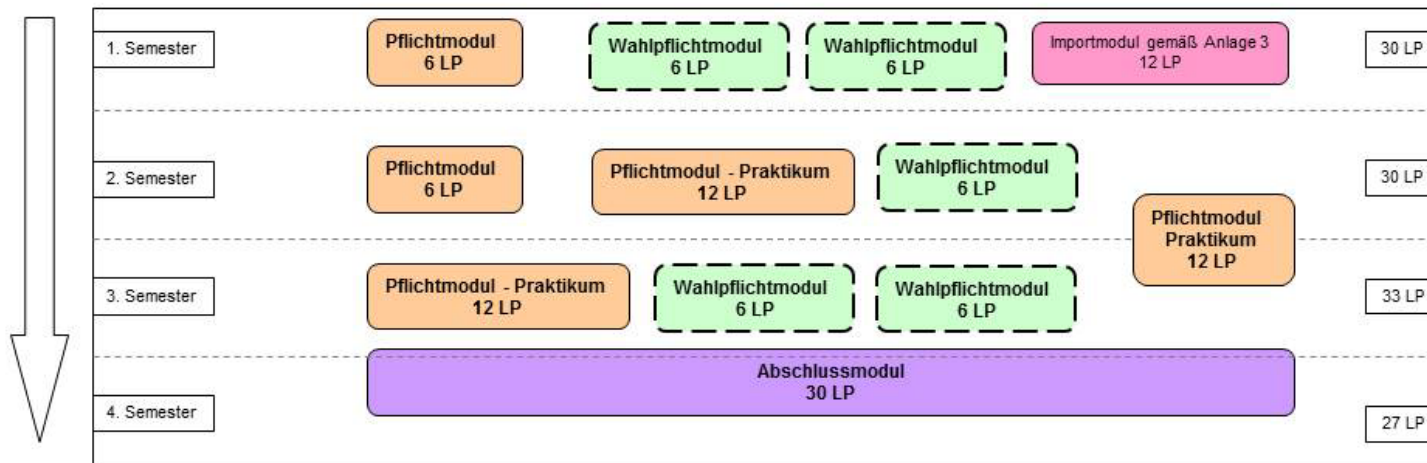 1. Semester
Pflichtmodul
6 LP
Wahlpflichtmodul
6 LP
Wahlpflichtmodul
6 LP
Importmodul gemäß Anlage 3
12 LP
30 LP
2. Semester
Pflichtmodul
6 LP
Pflichtmodul - Praktikum
12 LP
Wahlpflichtmodul
6 LP
30 LP
Pflichtmodul
Praktikum
12 LP
3. Semester
Pflichtmodul - Praktikum
12 LP
Wahlpflichtmodul
6 LP
Wahlpflichtmodul
6 LP
33 LP
Abschlussmodul
30 LP
4. Semester
27 LP